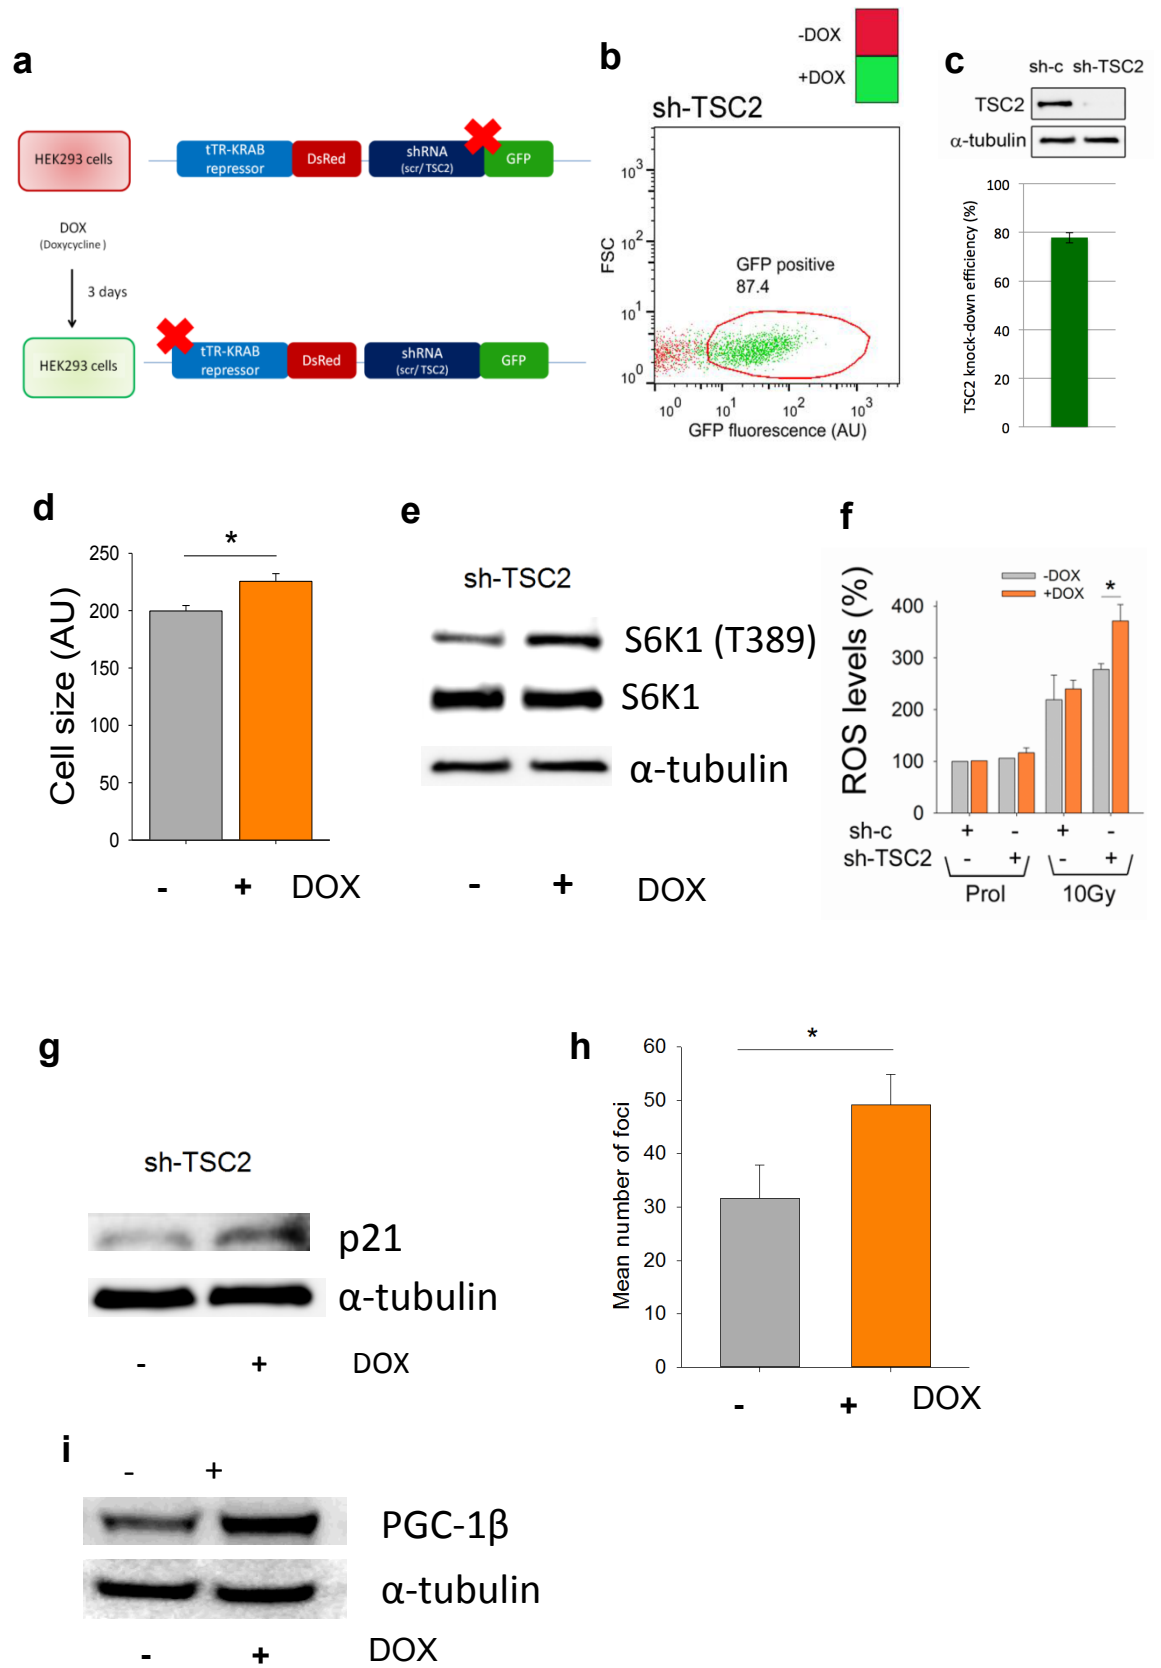 a
HEK293 cells
tTR-KRAB
repressor
DsRed
shRNA
(scr/ TSC2)
GFP
DOX
(Doxycycline )
3 days
HEK293 cells
tTR-KRAB
repressor
DsRed
shRNA
(scr/ TSC2)
GFP
b
-DOX
+DOX
sh-TSC2
FSC
10³
10²
10¹
10⁰
GFP positive
87.4
10⁰ 10¹ 10² 10³
GFP fluorescence (AU)
c
sh-c sh-TSC2
TSC2
α-tubulin
TSC2 knock-down efficiency (%)
100
80
60
40
20
0
d
*
Cell size (AU)
250
200
150
100
50
0
- + DOX
e
sh-TSC2
S6K1 (T389)
S6K1
α-tubulin
- + DOX
f
-DOX
+DOX
*
ROS levels (%)
400
300
200
100
0
sh-c + - + -
sh-TSC2 - + - +
Prol 10Gy
g
sh-TSC2
p21
α-tubulin
- + DOX
h
*
Mean number of foci
60
50
40
30
20
10
0
- + DOX
i
- +
PGC-1β
α-tubulin
- + DOX